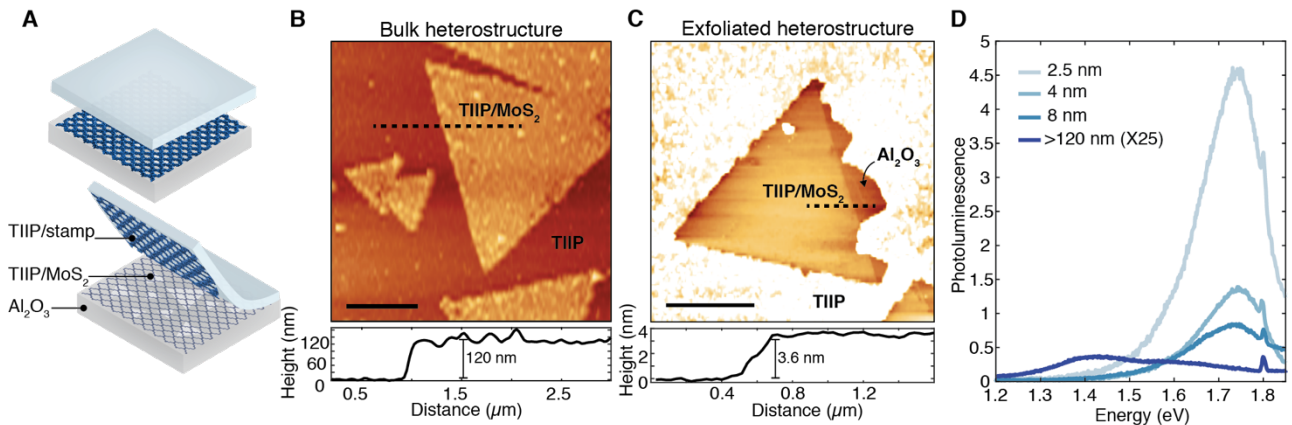 A
TIIP/stamp
TIIP/MoS₂
Al₂O₃
B
Bulk heterostructure
TIIP/MoS₂
TIIP
Height (nm)
120
60
0
120 nm
0.5
1.5
2.5
Distance (µm)
C
Exfoliated heterostructure
Al₂O₃
TIIP/MoS₂
TIIP
Height (nm)
4
2
0
3.6 nm
0.4
0.8
1.2
Distance (µm)
D
Photoluminescence
5
4.5
4
3.5
3
2.5
2
1.5
1
0.5
0
2.5 nm
4 nm
8 nm
>120 nm (X25)
1.2
1.3
1.4
1.5
1.6
1.7
1.8
Energy (eV)